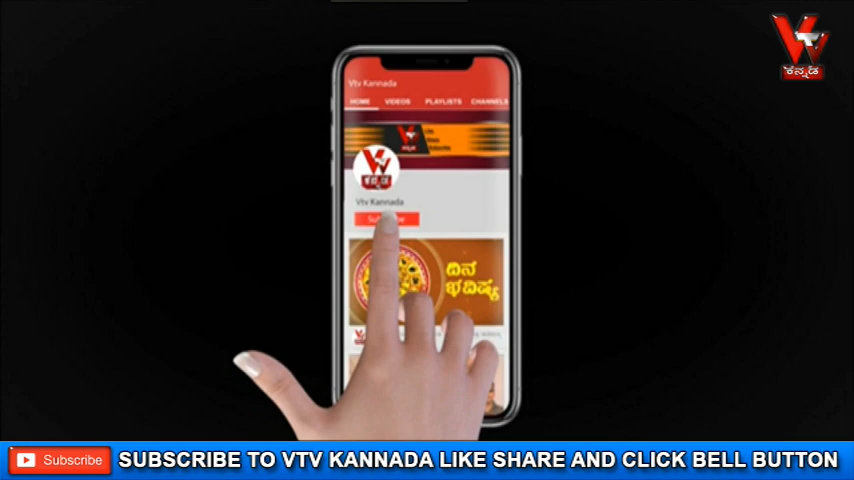 ಕನ್ನಡ
Vtv Kannada
HOME VIDEOS PLAYLISTS CHANNELS
Vtv Kannada
ದಿನ
ಭವಿಷ್ಯ
Subscribe SUBSCRIBE TO VTV KANNADA LIKE SHARE AND CLICK BELL BUTTON